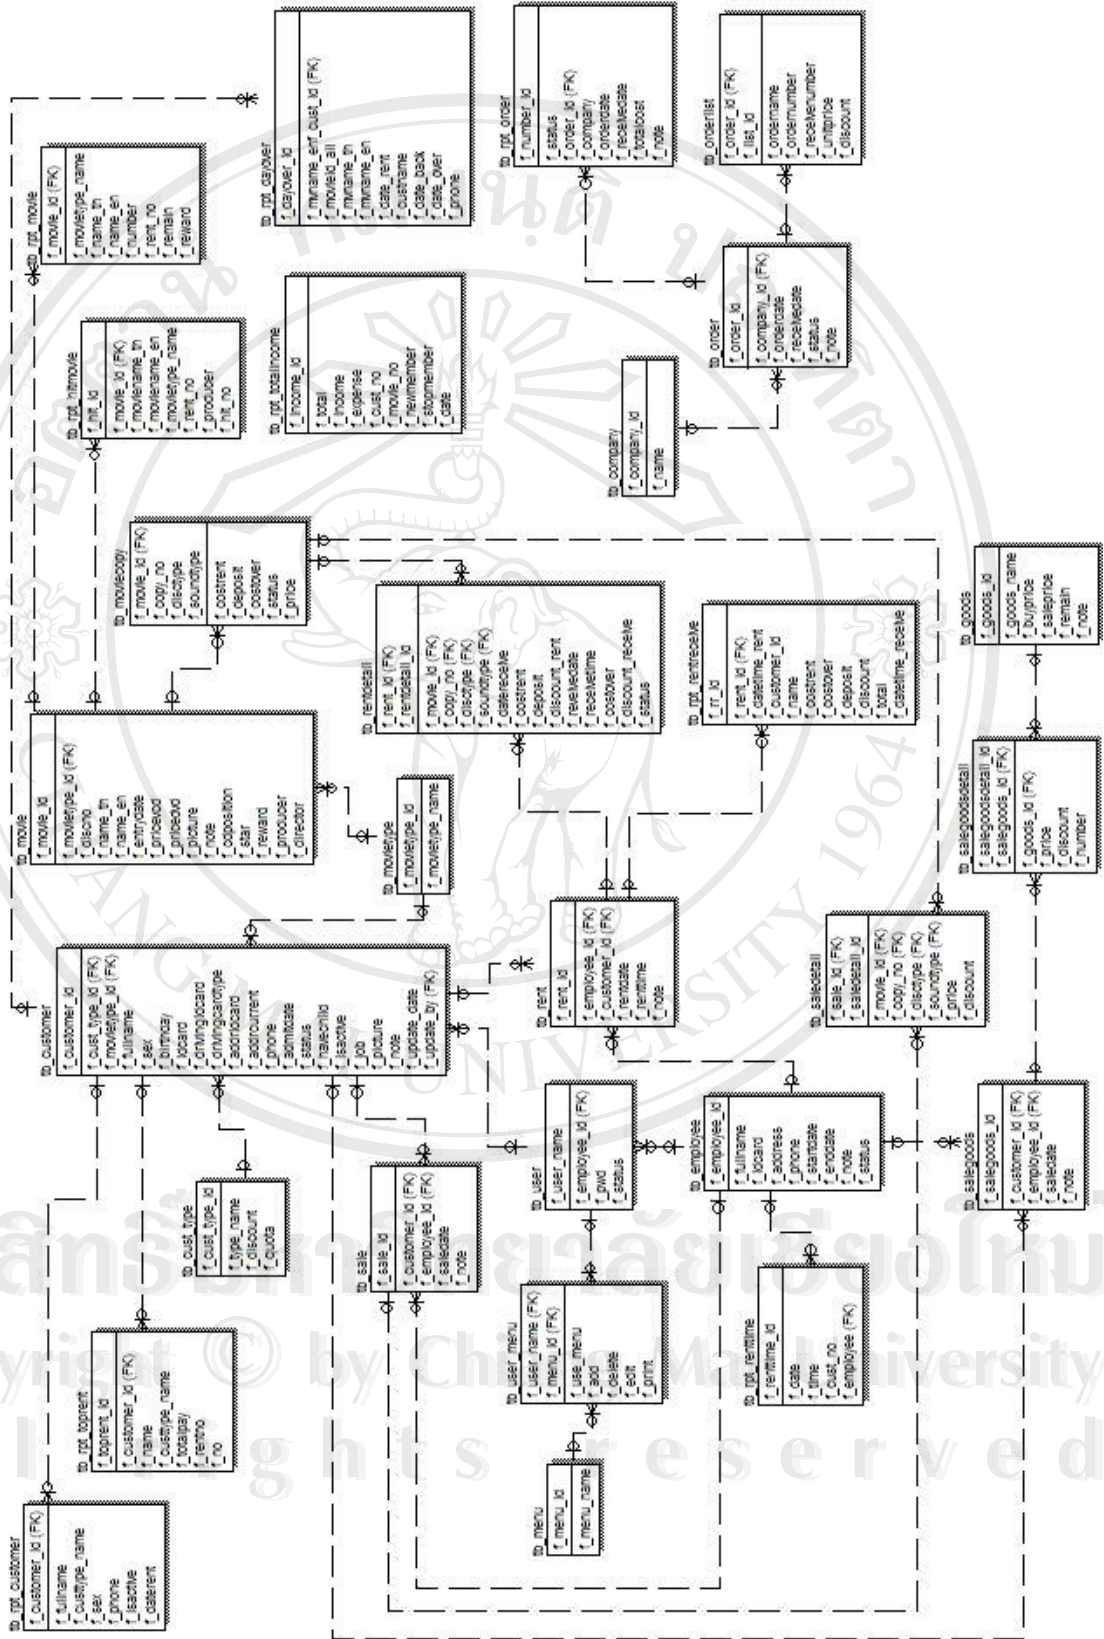 tb_rpt_customer
f_customer_id (FK)
f_fullname
f_custtype_name
f_sex
f_phone
f_isactive
f_daterent
tb_rpt_toprent
f_toprent_id
f_customer_id (FK)
f_name
f_custtype_name
f_totalpay
f_rentno
f_no
tb_cust_type
f_cust_type_id
f_type_name
f_discount
f_quota
tb_customer
f_customer_id
f_cust_type_id (FK)
f_movietype_id (FK)
f_fullname
f_sex
f_birthday
f_idcard
f_drivingidcard
f_drivingcardtype
f_addridcard
f_addrcurrent
f_phone
f_admitdate
f_status
f_havechild
f_isactive
f_job
f_picture
f_note
f_update_date
f_update_by (FK)
tb_movie
f_movie_id
f_movietype_id (FK)
f_discno
f_name_th
f_name_en
f_entrydate
f_pricevcd
f_pricedvd
f_picture
f_note
f_cdposition
f_star
f_reward
f_producer
f_director
tb_rpt_hitmovie
f_hit_id
f_movie_id (FK)
f_moviename_th
f_moviename_en
f_movietype_name
f_rent_no
f_producer
f_hit_no
tb_rpt_movie
f_movie_id (FK)
f_movietype_name
f_name_th
f_name_en
f_number
f_rent_no
f_remain
f_reward
tb_moviecopy
f_movie_id (FK)
f_copy_no
f_disctype
f_soundtype
f_costrent
f_deposit
f_costover
f_status
f_price
tb_rpt_totalincome
f_income_id
f_total
f_income
f_expense
f_cust_no
f_movie_no
f_newmember
f_stopmember
f_date
tb_rpt_dayover
f_dayover_id
f_mvname_enf_cust_id (FK)
f_movieid_all
f_mvname_th
f_mvname_en
f_date_rent
f_custname
f_date_back
f_date_over
f_phone
tb_sale
f_sale_id
f_customer_id (FK)
f_employee_id (FK)
f_saledate
f_note
tb_movietype
f_movietype_id
f_movietype_name
tb_rentdetail
f_rent_id (FK)
f_rentdetail_id
f_movie_id (FK)
f_copy_no (FK)
f_disctype (FK)
f_soundtype (FK)
f_datereceive
f_costrent
f_deposit
f_discount_rent
f_receivedate
f_receivetime
f_costover
f_discount_receive
f_status
tb_menu
f_menu_id
f_menu_name
tb_user_menu
f_user_name (FK)
f_menu_id (FK)
f_use_menu
f_add
f_delete
f_edit
f_print
tb_user
f_user_name
f_employee_id (FK)
f_pwd
f_status
tb_rent
f_rent_id
f_employee_id (FK)
f_customer_id (FK)
f_rentdate
f_renttime
f_note
tb_company
f_company_id
f_name
tb_rpt_order
f_number_id
f_status
f_order_id (FK)
f_company
f_orderdate
f_receivedate
f_totalcost
f_note
tb_rpt_renttime
f_renttime_id
f_date
f_time
f_cust_no
f_employee (FK)
tb_employee
f_employee_id
f_fullname
f_idcard
f_address
f_phone
f_startdate
f_enddate
f_note
f_status
tb_rpt_rentreceive
f_rr_id
f_rent_id (FK)
f_datetime_rent
f_customer_id
f_name
f_costrent
f_costover
f_deposit
f_discount
f_total
f_datetime_receive
tb_order
f_order_id
f_company_id (FK)
f_orderdate
f_receivedate
f_status
f_note
tb_orderlist
f_order_id (FK)
f_list_id
f_ordername
f_ordernumber
f_receivenumber
f_unitprice
f_discount
tb_saledetail
f_sale_id (FK)
f_saledetail_id
f_movie_id (FK)
f_copy_no (FK)
f_disctype (FK)
f_soundtype (FK)
f_price
f_discount
tb_salegoods
f_salegoods_id
f_customer_id (FK)
f_employee_id (FK)
f_saledate
f_note
tb_salegoodsdetail
f_salegoodsdetail_id
f_salegoods_id (FK)
f_goods_id (FK)
f_price
f_discount
f_number
tb_goods
f_goods_id
f_goods_name
f_buyprice
f_saleprice
f_remain
f_note
UNIVERSITY 1964
© by Chiang Mai University
rights reserved